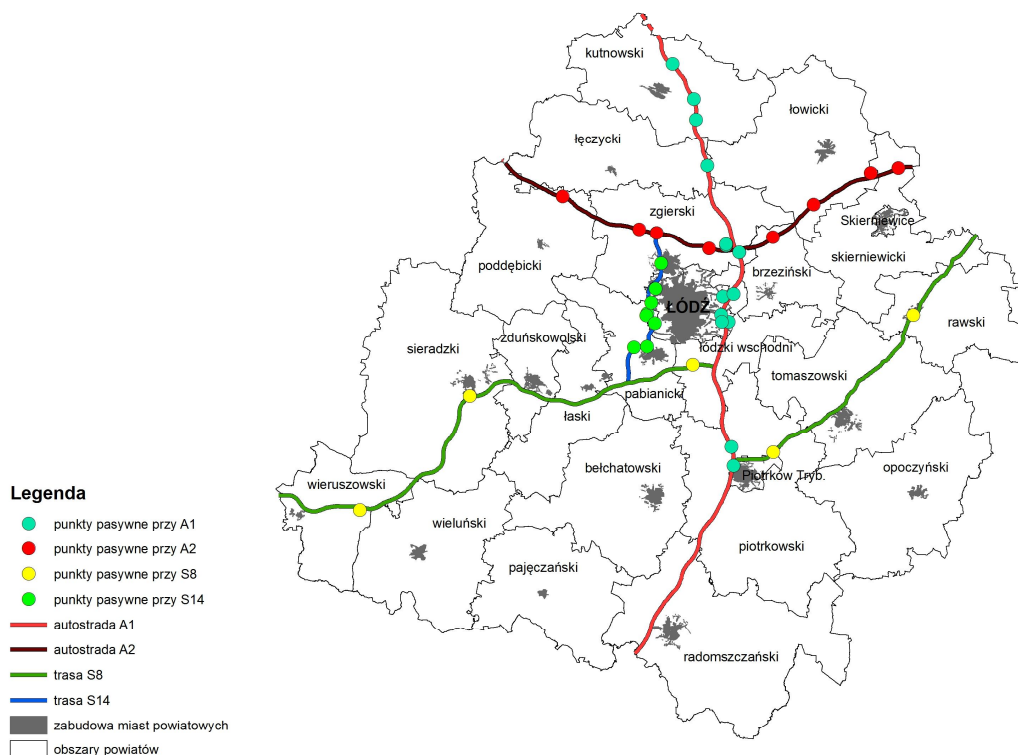 kutnowski
łowicki
łęczycki
zgierski
Skierniewice
poddębicki
brzeziński
skierniewicki
ŁÓDŹ
rawski
sieradzki
zduńskowolski
łódzki wschodni
tomaszowski
łaski
pabianicki
bełchatowski
Piotrków Tryb.
opoczyński
wieruszowski
wieluński
piotrkowski
pajęczański
radomszczański
Legenda
punkty pasywne przy A1
punkty pasywne przy A2
punkty pasywne przy S8
punkty pasywne przy S14
autostrada A1
autostrada A2
trasa S8
trasa S14
zabudowa miast powiatowych
obszary powiatów